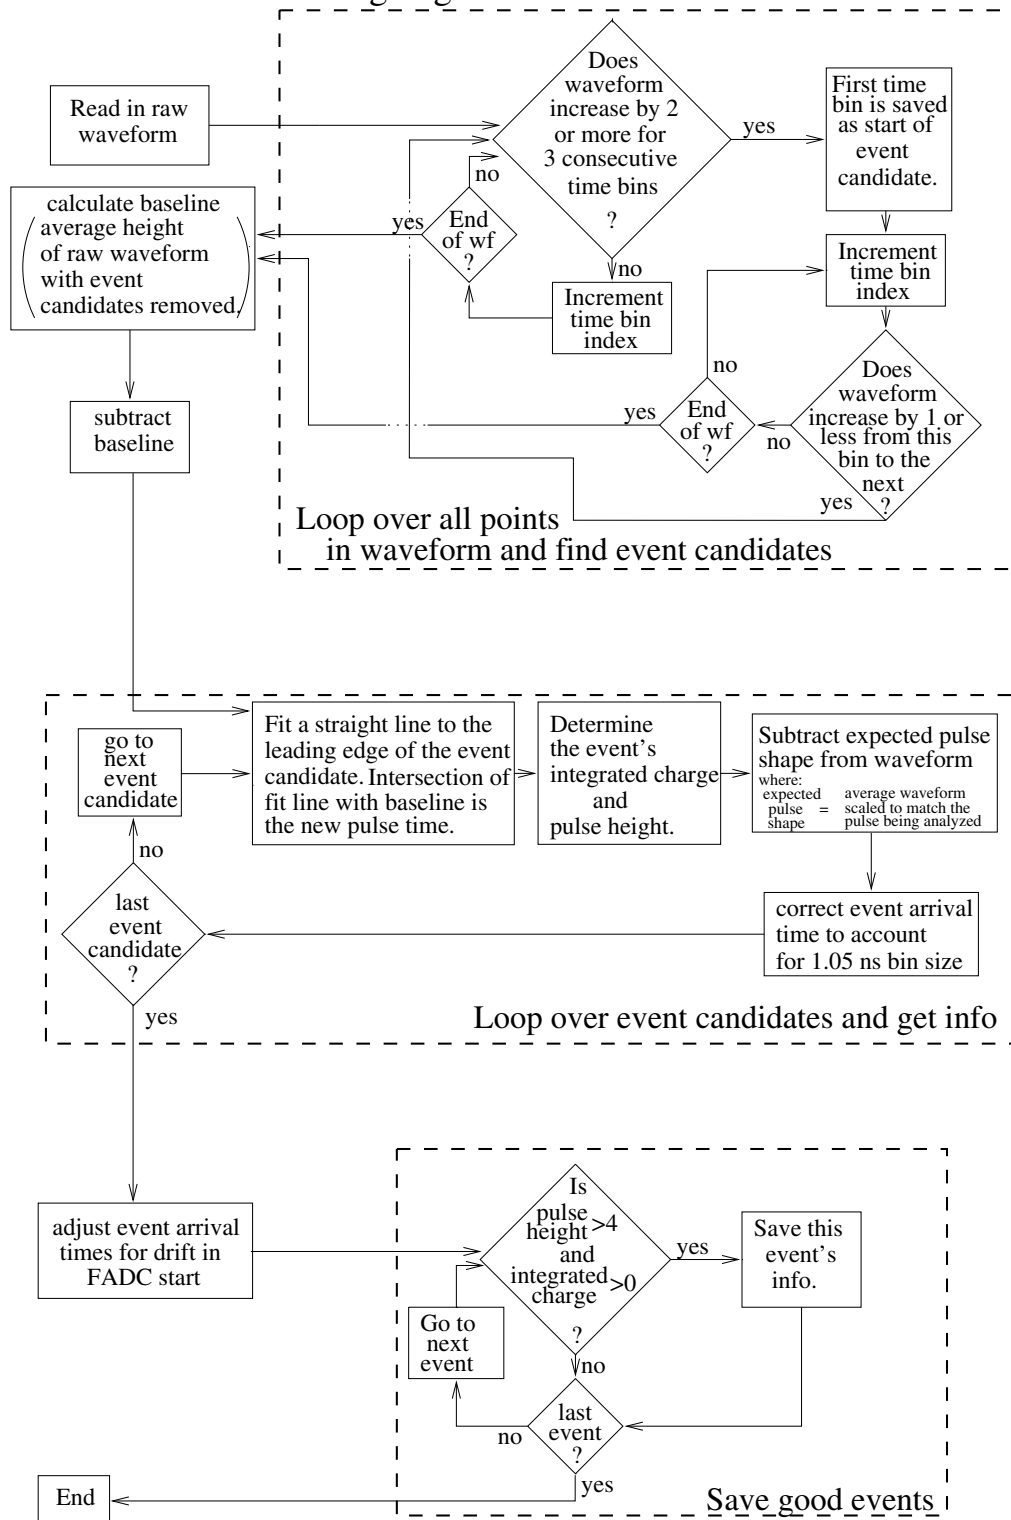 Read in raw
waveform
Does
waveform
increase by 2
or more for
3 consecutive
time bins
?
yes
First time
bin is saved
as start of
event
candidate.
no
calculate baseline
average height
of raw waveform
with event
candidates removed.
yes
End
of wf
?
no
Increment
time bin
index
Increment
time bin
index
no
Does
waveform
increase by 1 or
less from this
bin to the
next
?
yes
no
End
of wf
?
yes
subtract
baseline
Loop over all points
in waveform and find event candidates
go to
next
event
candidate
Fit a straight line to the
leading edge of the event
candidate. Intersection of
fit line with baseline is
the new pulse time.
Determine
the event's
integrated charge
and
pulse height.
Subtract expected pulse
shape from waveform
where:
expected
pulse
shape
=
average waveform
scaled to match the
pulse being analyzed
no
last
event
candidate
?
correct event arrival
time to account
for 1.05 ns bin size
yes
Loop over event candidates and get info
adjust event arrival
times for drift in
FADC start
Is
pulse
height >4
and
integrated
charge >0
?
yes
Save this
event's
info.
Go to
next
event
no
last
event
?
no
yes
End
Save good events